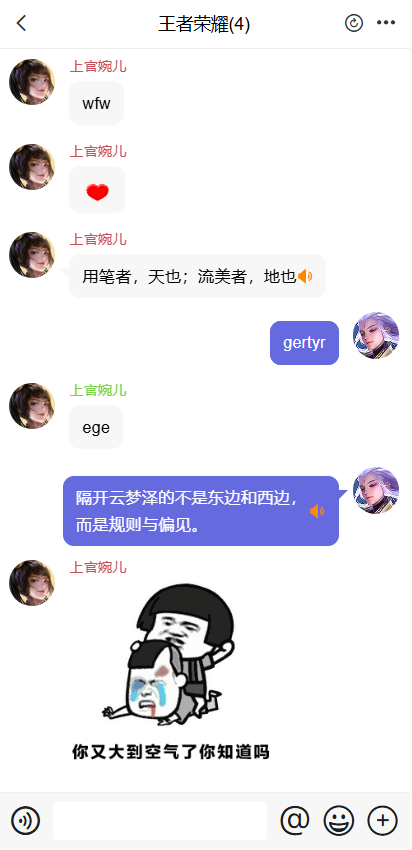 王者荣耀(4)
上官婉儿
wfw
上官婉儿
上官婉儿
用笔者，天也；流美者，地也
gertyr
上官婉儿
ege
隔开云梦泽的不是东边和西边，
而是规则与偏见。
上官婉儿
你又大到空气了你知道吗